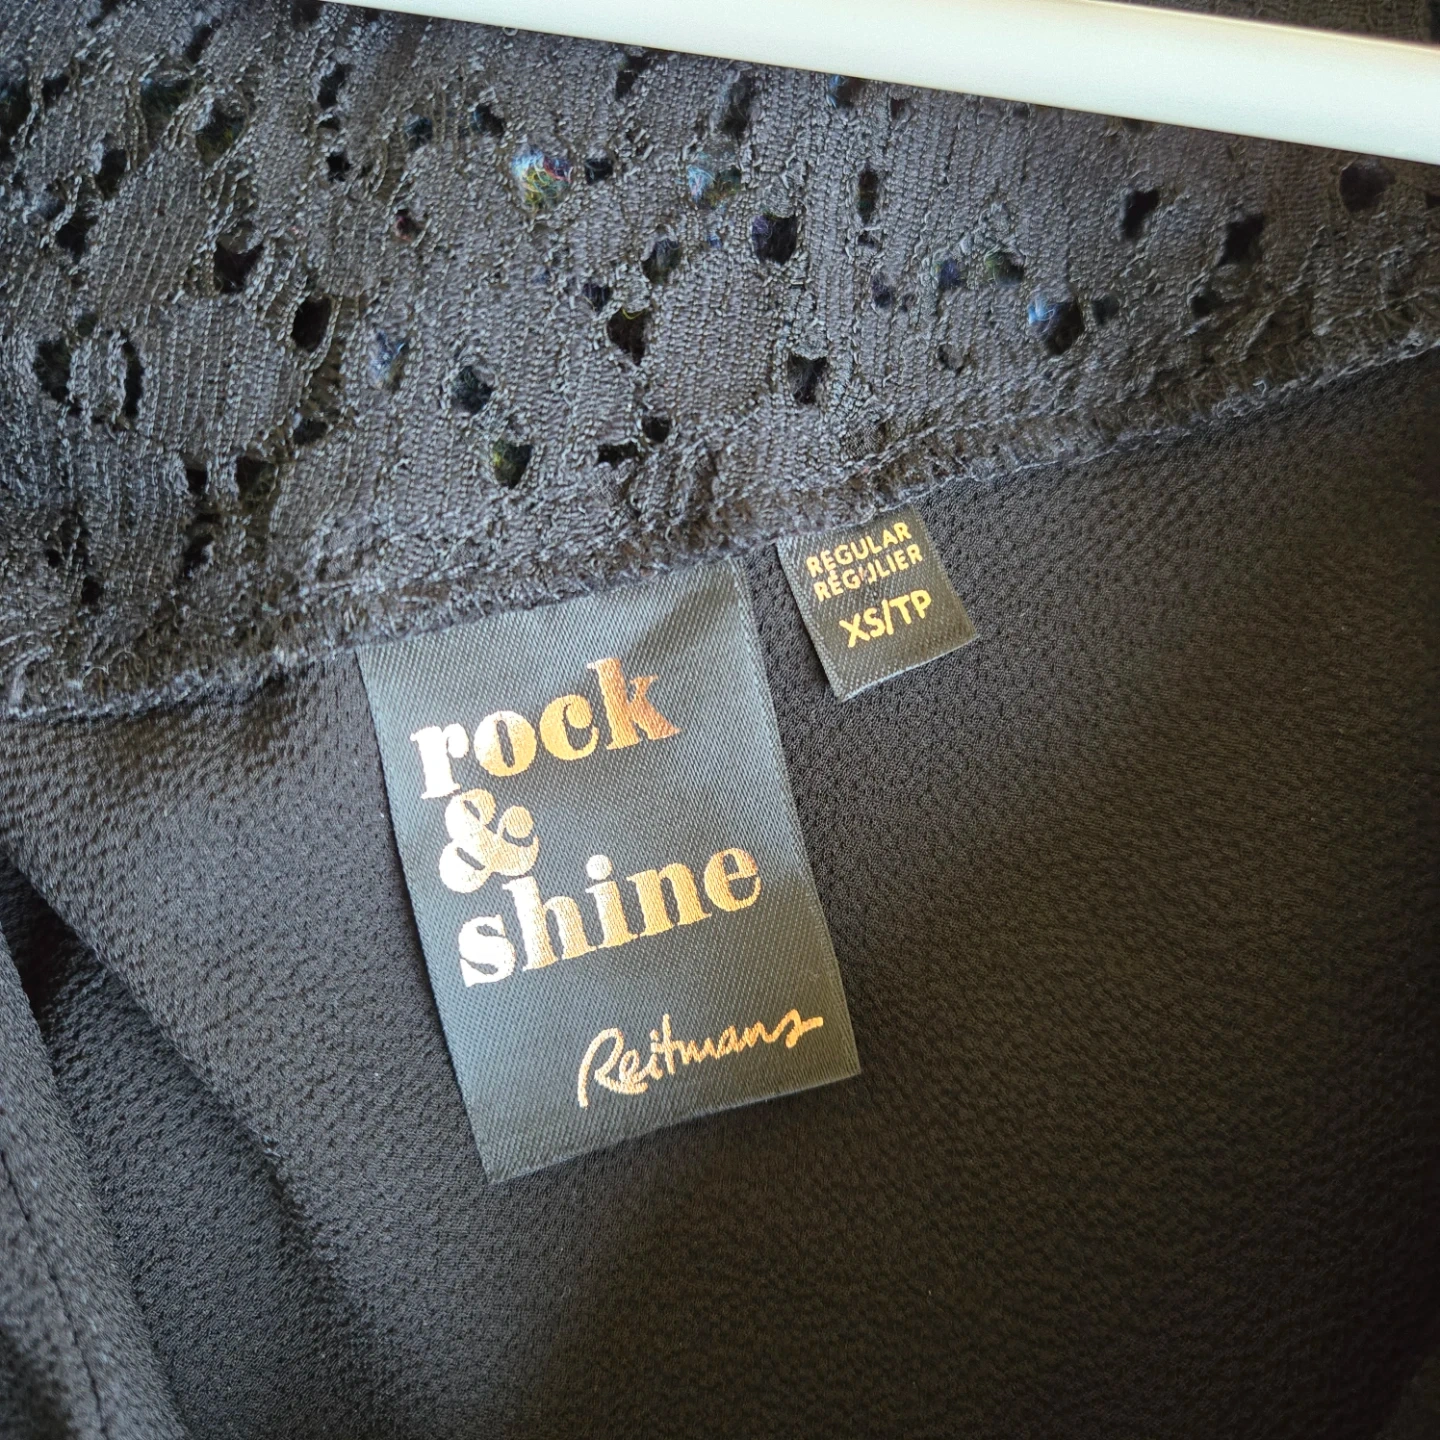 REGULAR
RÉGULIER
XS/TP
rock
&
shine
Reitmans